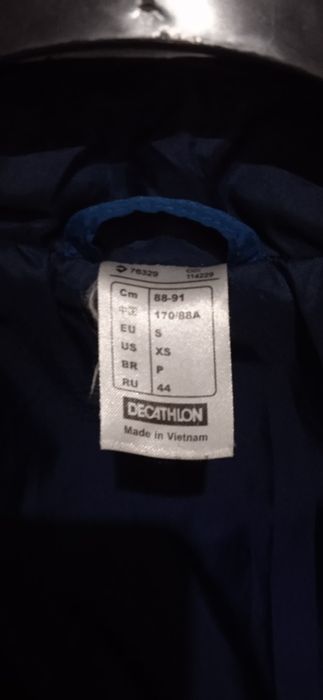 76329 114229
Cm 88-91
中国 170/88A
EU S
US XS
BR P
RU 44
DECATHLON
Made in Vietnam